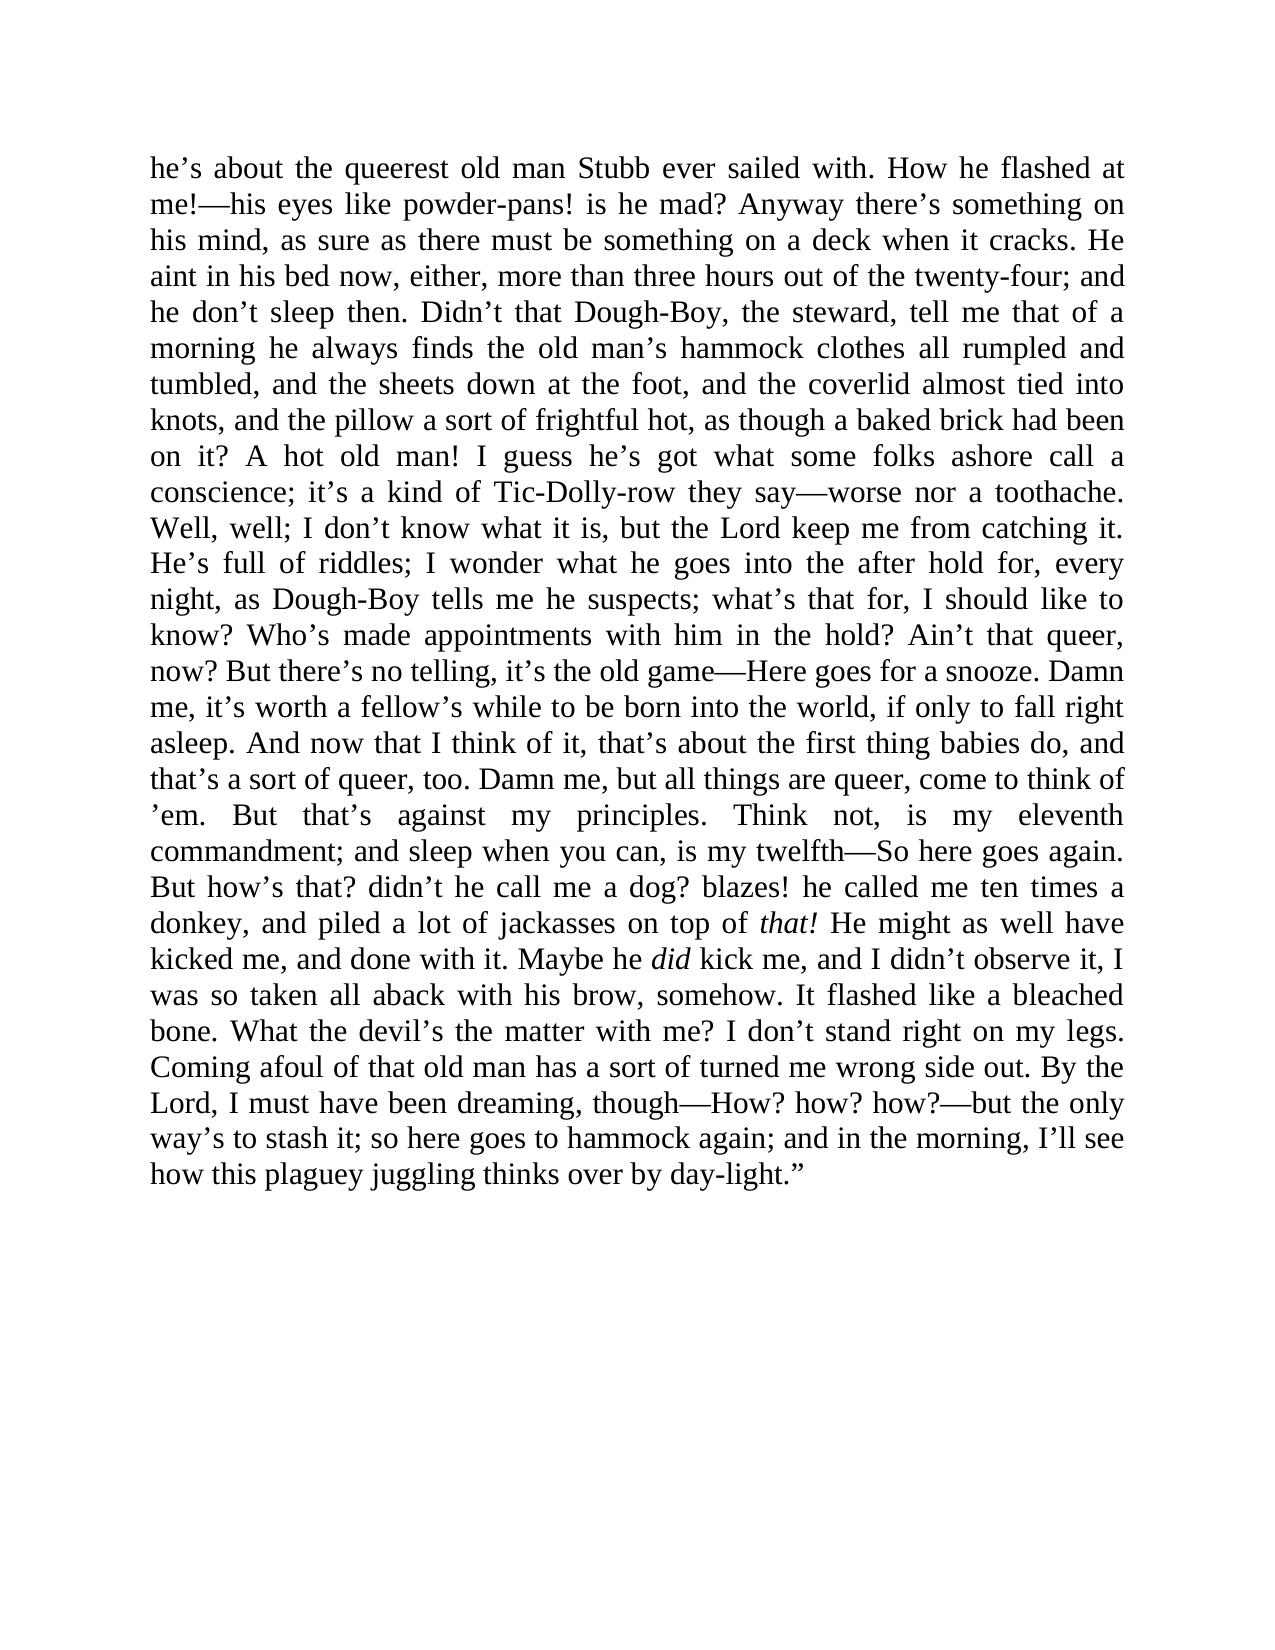 he’s about the queerest old man Stubb ever sailed with. How he flashed at
me!—his eyes like powder-pans! is he mad? Anyway there’s something on
his mind, as sure as there must be something on a deck when it cracks. He
aint in his bed now, either, more than three hours out of the twenty-four; and
he don’t sleep then. Didn’t that Dough-Boy, the steward, tell me that of a
morning he always finds the old man’s hammock clothes all rumpled and
tumbled, and the sheets down at the foot, and the coverlid almost tied into
knots, and the pillow a sort of frightful hot, as though a baked brick had been
on it? A hot old man! I guess he’s got what some folks ashore call a
conscience; it’s a kind of Tic-Dolly-row they say—worse nor a toothache.
Well, well; I don’t know what it is, but the Lord keep me from catching it.
He’s full of riddles; I wonder what he goes into the after hold for, every
night, as Dough-Boy tells me he suspects; what’s that for, I should like to
know? Who’s made appointments with him in the hold? Ain’t that queer,
now? But there’s no telling, it’s the old game—Here goes for a snooze. Damn
me, it’s worth a fellow’s while to be born into the world, if only to fall right
asleep. And now that I think of it, that’s about the first thing babies do, and
that’s a sort of queer, too. Damn me, but all things are queer, come to think of
’em. But that’s against my principles. Think not, is my eleventh
commandment; and sleep when you can, is my twelfth—So here goes again.
But how’s that? didn’t he call me a dog? blazes! he called me ten times a
donkey, and piled a lot of jackasses on top of that! He might as well have
kicked me, and done with it. Maybe he did kick me, and I didn’t observe it, I
was so taken all aback with his brow, somehow. It flashed like a bleached
bone. What the devil’s the matter with me? I don’t stand right on my legs.
Coming afoul of that old man has a sort of turned me wrong side out. By the
Lord, I must have been dreaming, though—How? how? how?—but the only
way’s to stash it; so here goes to hammock again; and in the morning, I’ll see
how this plaguey juggling thinks over by day-light.”